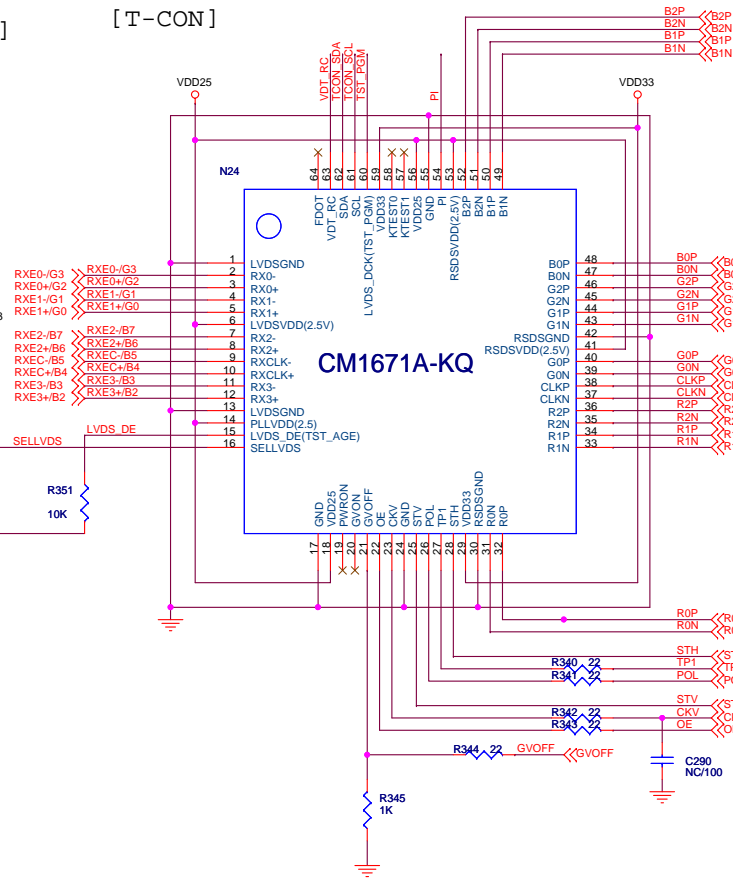 ]
[T-CON]
B2P B2P
B2N B2N
B1P B1P
B1N B1N
VDT_RC
TCON_SDA
TCON_SCL
TST_PGM
PI
VDD25
VDD33
N24
64 63 62 61 60 59 58 57 56 55 54 53 52 51 50 49
FDOT
VDT_RC
SDA
SCL
LVDS_DCK(TST_PGM)
VDD33
KTEST0
KTEST1
VDD25
GND
PI
RSDSVDD(2.5V)
B2P
B2N
B1P
B1N
1 LVDSGND
RXE0-/G3 RXE0-/G3 2 RX0-
RXE0+/G2 RXE0+/G2 3 RX0+
RXE1-/G1 RXE1-/G1 4 RX1-
RXE1+/G0 RXE1+/G0 5 RX1+
6 LVDSVDD(2.5V)
RXE2-/B7 RXE2-/B7 7 RX2-
RXE2+/B6 RXE2+/B6 8 RX2+
RXEC-/B5 RXEC-/B5 9 RXCLK-
RXEC+/B4 RXEC+/B4 10 RXCLK+
RXE3-/B3 RXE3-/B3 11 RX3-
RXE3+/B2 RXE3+/B2 12 RX3+
13 LVDSGND
14 PLLVDD(2.5)
LVDS_DE 15 LVDS_DE(TST_AGE)
SELLVDS 16 SELLVDS
CM1671A-KQ
B0P 48 B0P
B0N 47 B0N
G2P 46 G2P
G2N 45 G2N
G1P 44 G1P
G1N 43 G1N
RSDSGND 42
RSDSVDD(2.5V) 41
G0P 40 G0P
G0N 39 G0N
CLKP 38 CLKP
CLKN 37 CLKN
R2P 36 R2P
R2N 35 R2N
R1P 34 R1P
R1N 33 R1N
R351
10K
GND
VDD25
PWRON
GVON
GVOFF
OE
CKV
GND
STV
POL
TP1
STH
VDD33
RSDSGND
R0N
R0P
17 18 19 20 21 22 23 24 25 26 27 28 29 30 31 32
R0P
R0N
STH
R340 22 TP1
R341 22 POL
STV
R342 22 CKV
R343 22 OE
R344 22 GVOFF GVOFF
C290
NC/100
R345
1K